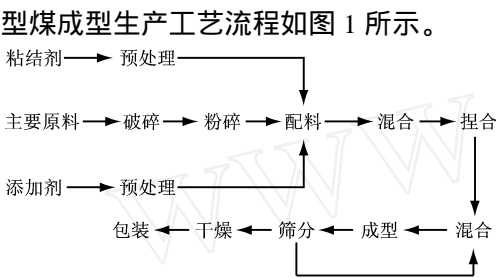 型煤成型生产工艺流程如图 1 所示。
粘结剂 预处理
主要原料 破碎 粉碎 配料 混合 捏合
添加剂 预处理
包装 干燥 筛分 成型 混合
WWW